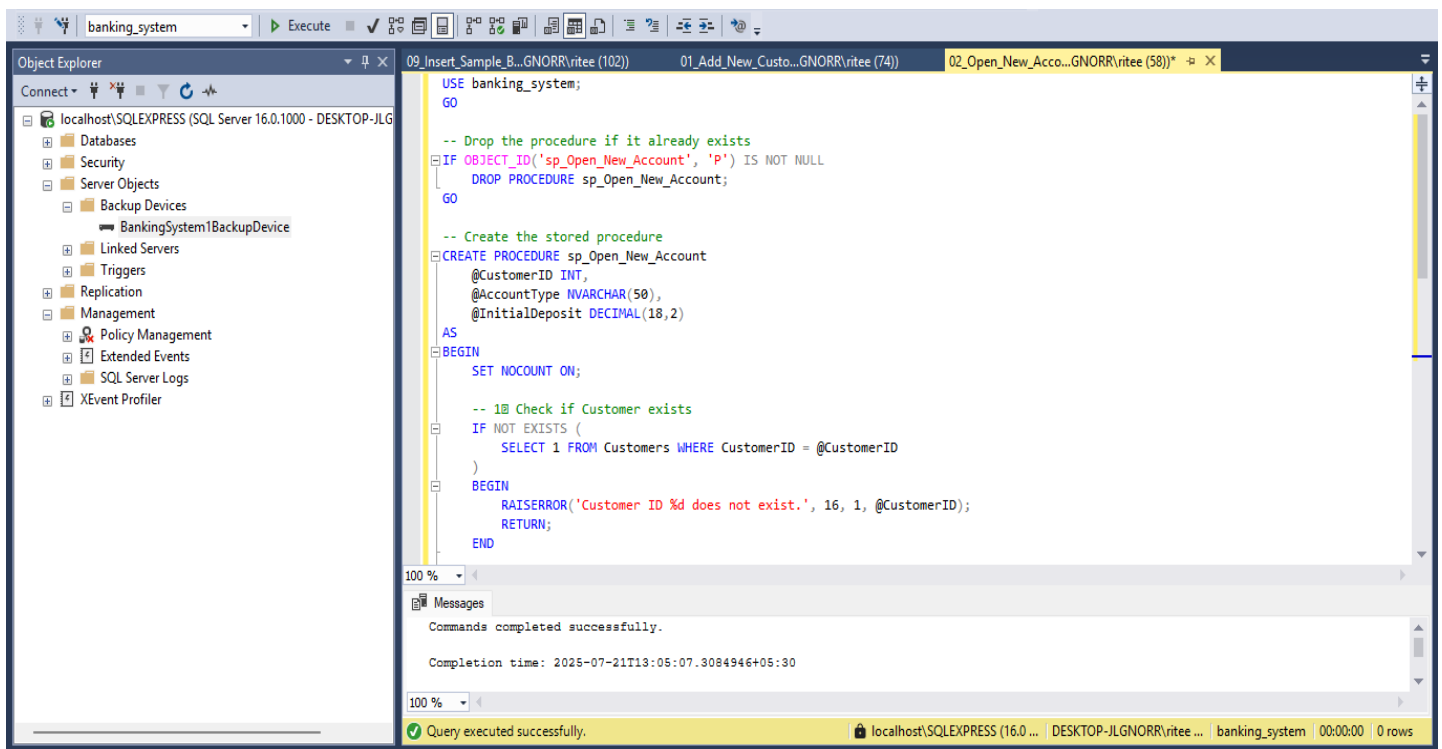 banking_system Execute
Object Explorer
Connect
localhost\SQLEXPRESS (SQL Server 16.0.1000 - DESKTOP-JLG
Databases
Security
Server Objects
Backup Devices
BankingSystem1BackupDevice
Linked Servers
Triggers
Replication
Management
Policy Management
Extended Events
SQL Server Logs
XEvent Profiler
09_Insert_Sample_B...GNORR\ritee (102)) 01_Add_New_Custo...GNORR\ritee (74)) 02_Open_New_Acco...GNORR\ritee (58))*
USE banking_system;
GO
-- Drop the procedure if it already exists
IF OBJECT_ID('sp_Open_New_Account', 'P') IS NOT NULL
DROP PROCEDURE sp_Open_New_Account;
GO
-- Create the stored procedure
CREATE PROCEDURE sp_Open_New_Account
@CustomerID INT,
@AccountType NVARCHAR(50),
@InitialDeposit DECIMAL(18,2)
AS
BEGIN
SET NOCOUNT ON;
-- 1 Check if Customer exists
IF NOT EXISTS (
SELECT 1 FROM Customers WHERE CustomerID = @CustomerID
)
BEGIN
RAISERROR('Customer ID %d does not exist.', 16, 1, @CustomerID);
RETURN;
END
100 %
Messages
Commands completed successfully.
Completion time: 2025-07-21T13:05:07.3084946+05:30
100 %
Query executed successfully. localhost\SQLEXPRESS (16.0 ... DESKTOP-JLGNORR\ritee ... banking_system 00:00:00 0 rows